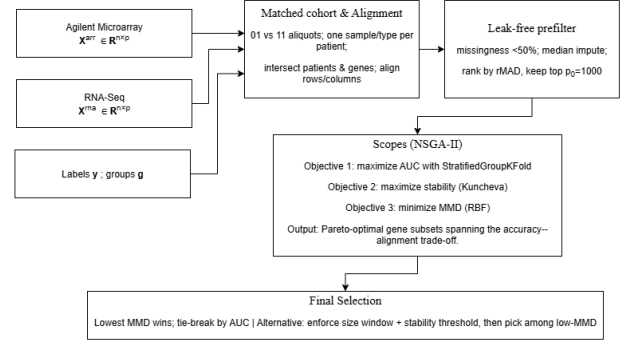 Agilent Microarray
X^arr ∈ R^n×p
RNA-Seq
X^rna ∈ R^n×p
Labels y ; groups g
Matched cohort & Alignment
01 vs 11 aliquots; one sample/type per
patient;
intersect patients & genes; align
rows/columns
Leak-free prefilter
missingness <50%; median impute;
rank by rMAD, keep top p₀=1000
Scopes (NSGA-II)
Objective 1: maximize AUC with StratifiedGroupKFold
Objective 2: maximize stability (Kuncheva)
Objective 3: minimize MMD (RBF)
Output: Pareto-optimal gene subsets spanning the accuracy--
alignment trade-off.
Final Selection
Lowest MMD wins; tie-break by AUC | Alternative: enforce size window + stability threshold, then pick among low-MMD